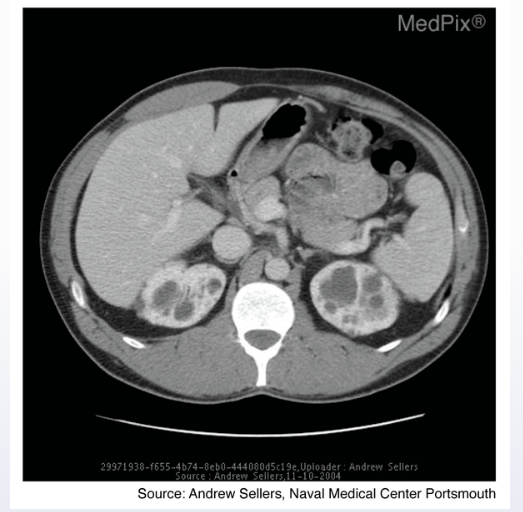 MedPix®
29971938-f655-4b74-8eb0-444080d5c19e,Uploader : Andrew Sellers
Source : Andrew Sellers,11-10-2004
Source: Andrew Sellers, Naval Medical Center Portsmouth